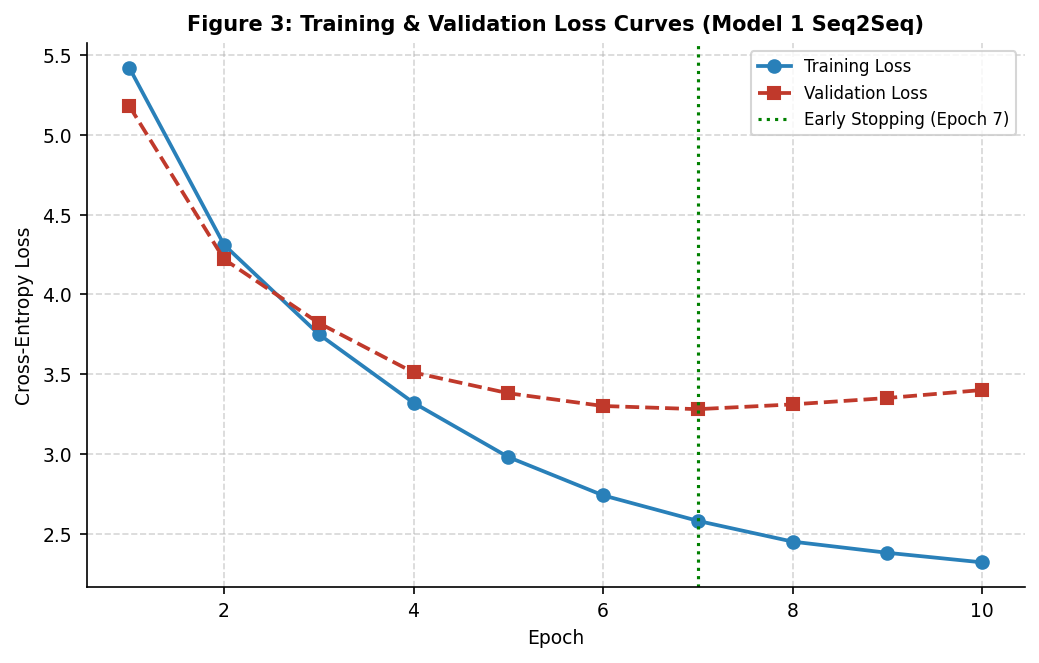 Figure 3: Training & Validation Loss Curves (Model 1 Seq2Seq)
Training Loss
Validation Loss
Early Stopping (Epoch 7)
Cross-Entropy Loss
5.5
5.0
4.5
4.0
3.5
3.0
2.5
2 4 6 8 10
Epoch